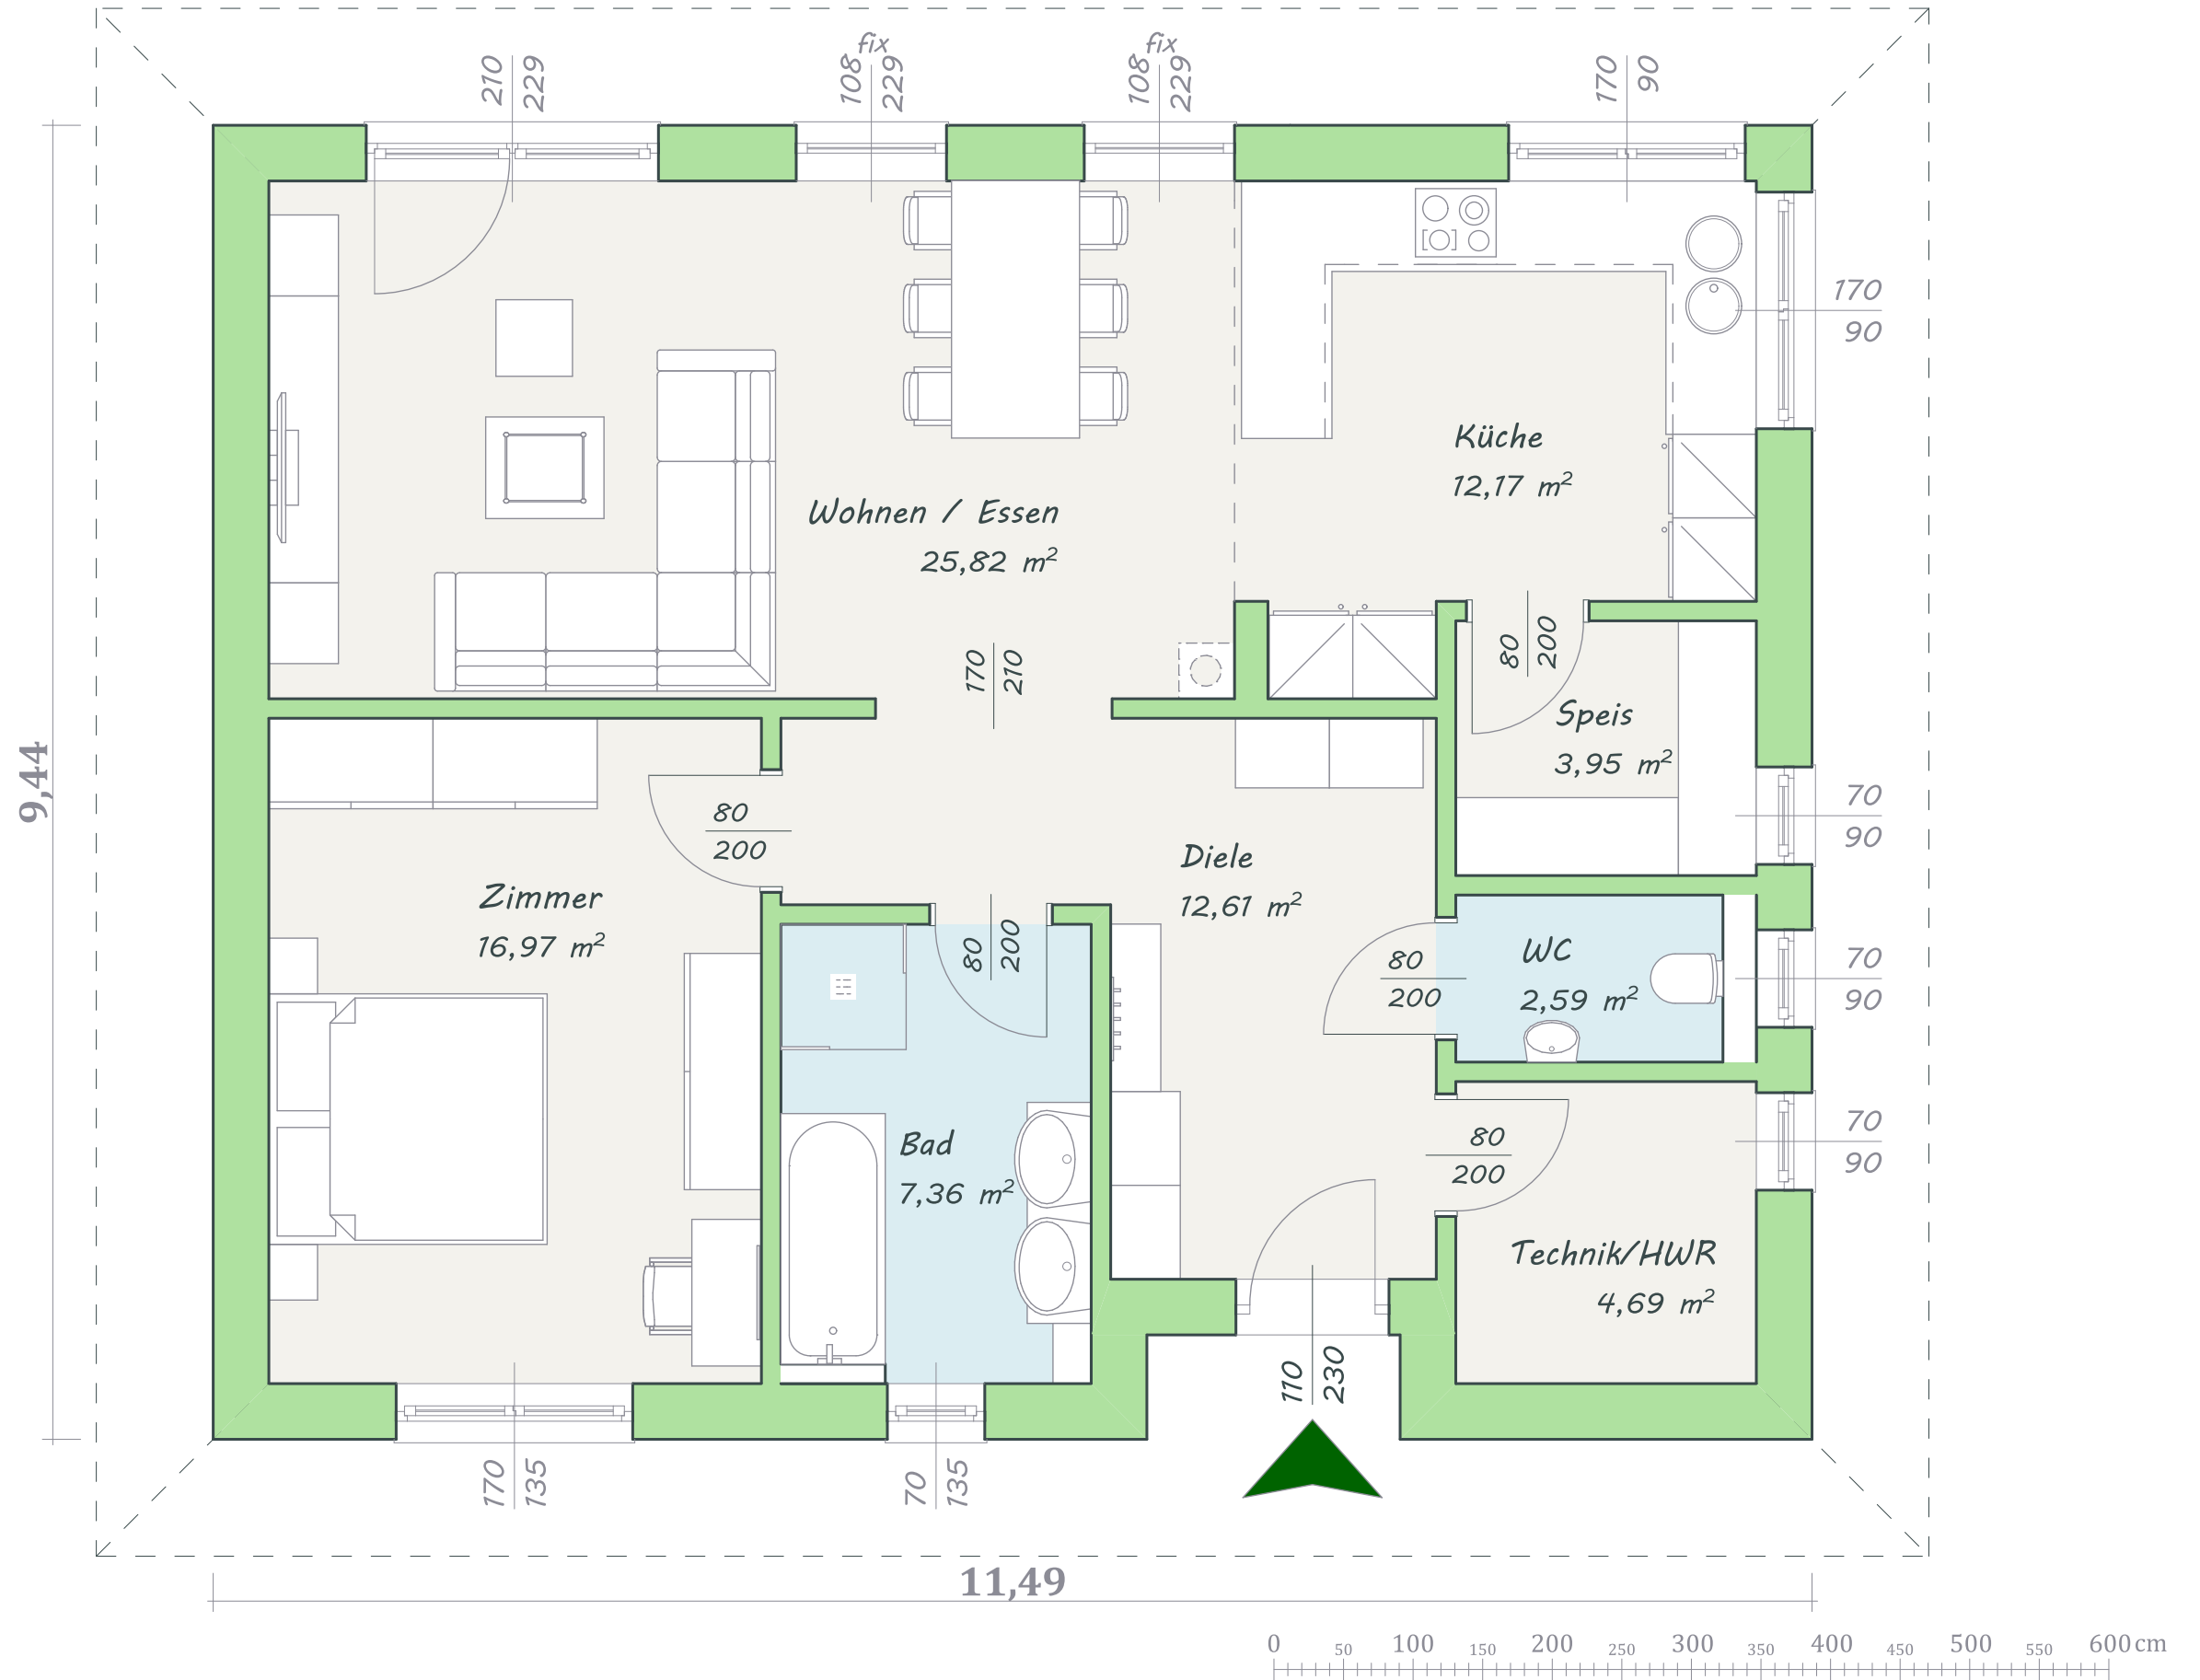 fix
fix
210
229
108
229
108
229
170
90
170
90
Küche
12,17 m²
Wohnen / Essen
25,82 m²
80
200
170
210
Speis
3,95 m²
9,44
70
90
80
200
Diele
12,61 m²
Zimmer
16,97 m²
80
200
80
200
WC
2,59 m²
70
90
Bad
7,36 m²
80
200
70
90
Technik/HWR
4,69 m²
110
230
170
135
70
135
11,49
0 50 100 150 200 250 300 350 400 450 500 550 600 cm